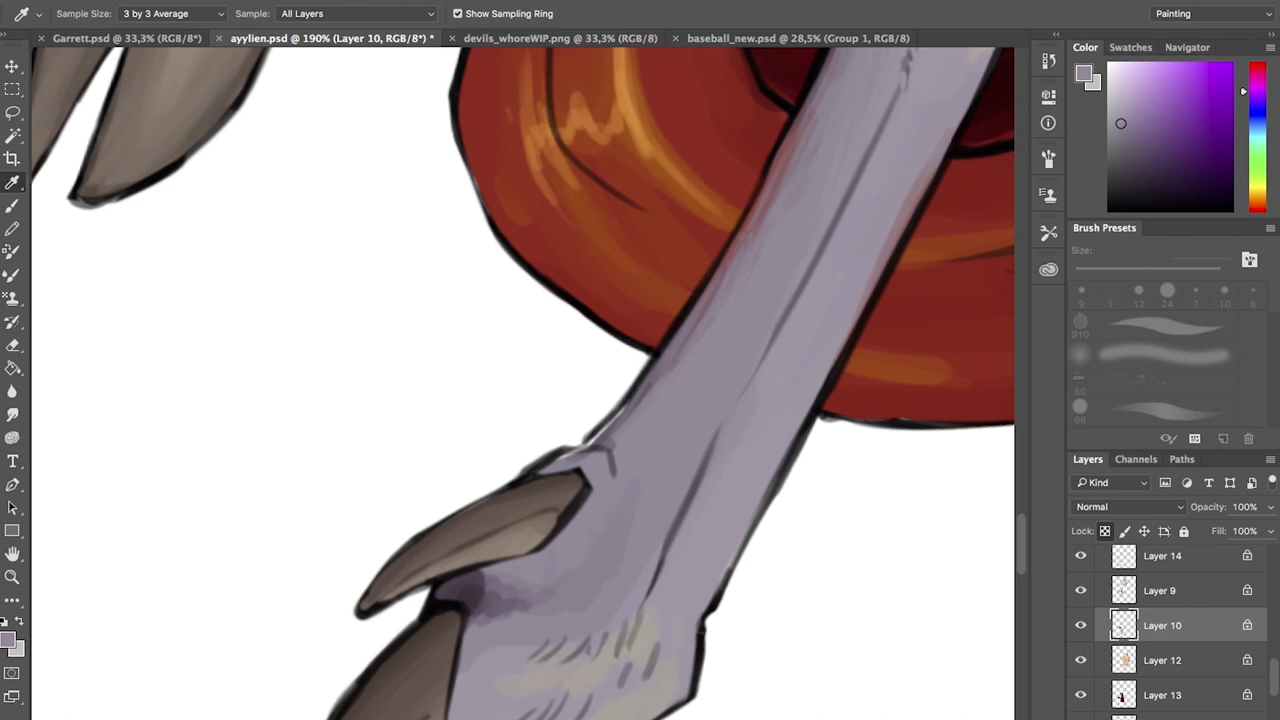 Sample Size: 3 by 3 Average Sample: All Layers Show Sampling Ring Painting
Garrett.psd @ 33,3% (RGB/8*) ayylien.psd @ 190% (Layer 10, RGB/8*) * devils_whoreWIP.png @ 33,3% (RGB/8) baseball_new.psd @ 28,5% (Group 1, RGB/8)
Color Swatches Navigator
Brush Presets
Size:
9 1 12 24 7 10 6
910
50
66
Layers Channels Paths
Kind
Normal Opacity: 100%
Lock: Fill: 100%
Layer 14
Layer 9
Layer 10
Layer 12
Layer 13